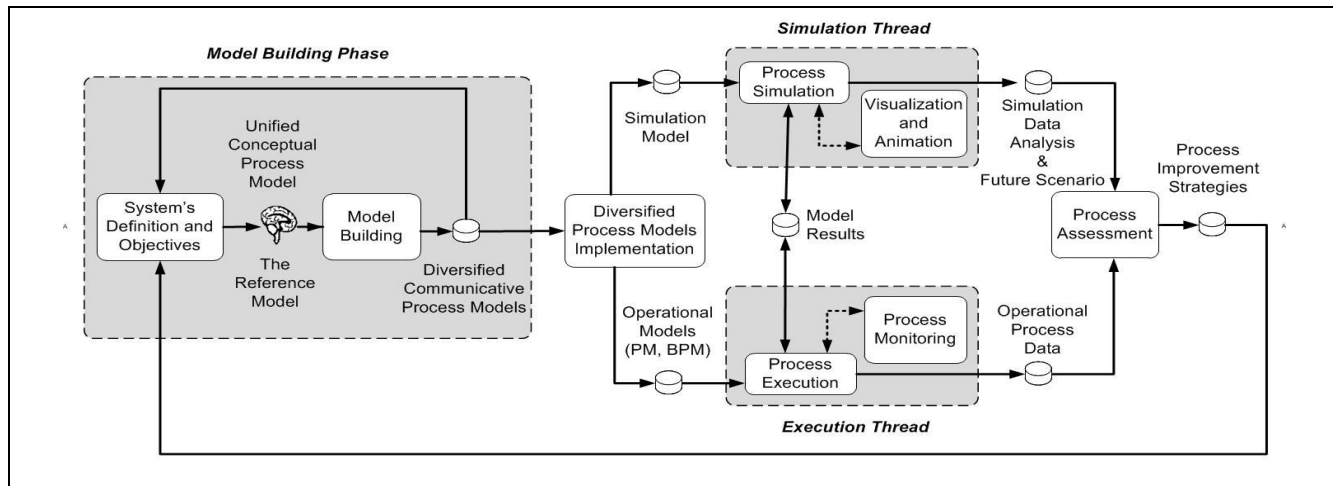 Model Building Phase
Unified
Conceptual
Process
Model
System's
Definition and
Objectives
The
Reference
Model
Model
Building
Diversified
Communicative
Process Models
Diversified
Process Models
Implementation
Simulation
Model
Operational
Models
(PM, BPM)
Simulation Thread
Process
Simulation
Visualization
and
Animation
Model
Results
Process
Monitoring
Process
Execution
Execution Thread
Simulation
Data
Analysis
&
Future Scenario
Operational
Process
Data
Process
Assessment
Process
Improvement
Strategies
A
A